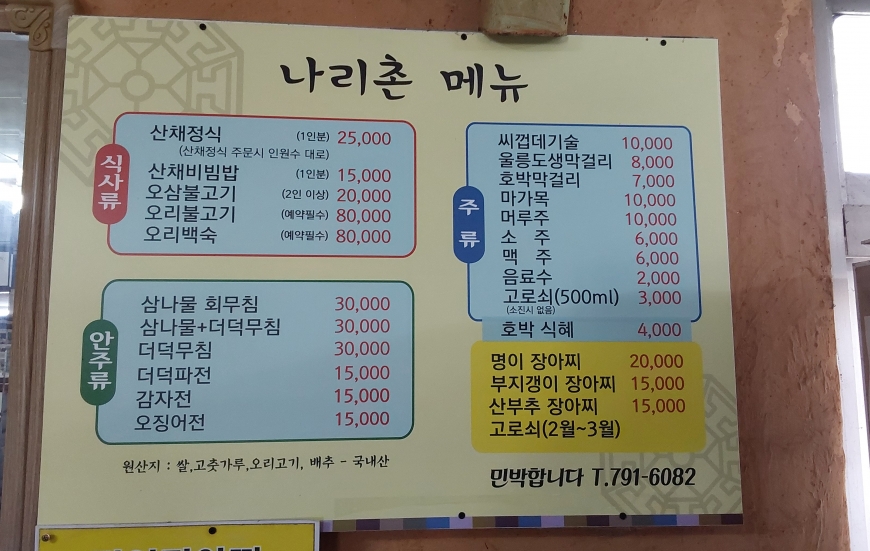 나리촌 메뉴
식사류
산채정식 (1인분) 25,000
(산채정식 주문시 인원수 대로)
산채비빔밥 (1인분) 15,000
오삼불고기 (2인 이상) 20,000
오리불고기 (예약필수) 80,000
오리백숙 (예약필수) 80,000
안주류
삼나물 회무침 30,000
삼나물+더덕무침 30,000
더덕무침 30,000
더덕파전 15,000
감자전 15,000
오징어전 15,000
원산지 : 쌀,고춧가루,오리고기, 배추 - 국내산
주류
씨껍데기술 10,000
울릉도생막걸리 8,000
호박막걸리 7,000
마가목 10,000
머루주 10,000
소 주 6,000
맥 주 6,000
음료수 2,000
고로쇠(500ml) 3,000
(소진시 없음)
호박 식혜 4,000
명이 장아찌 20,000
부지갱이 장아찌 15,000
산부추 장아찌 15,000
고로쇠(2월~3월)
민박합니다 T.791-6082